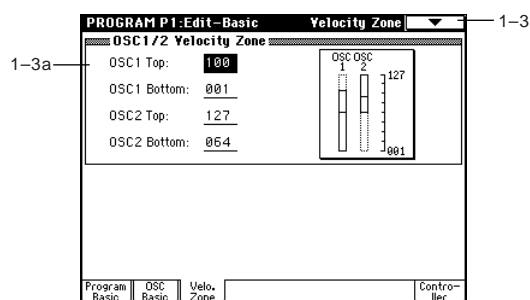 PROGRAM P1:Edit-Basic Velocity Zone
1–3
OSC1/2 Velocity Zone
1–3a
OSC1 Top: 100
OSC1 Bottom: 001
OSC2 Top: 127
OSC2 Bottom: 064
OSC OSC
1 2
127
001
Program Basic
OSC Basic
Velo. Zone
Contro-
ller